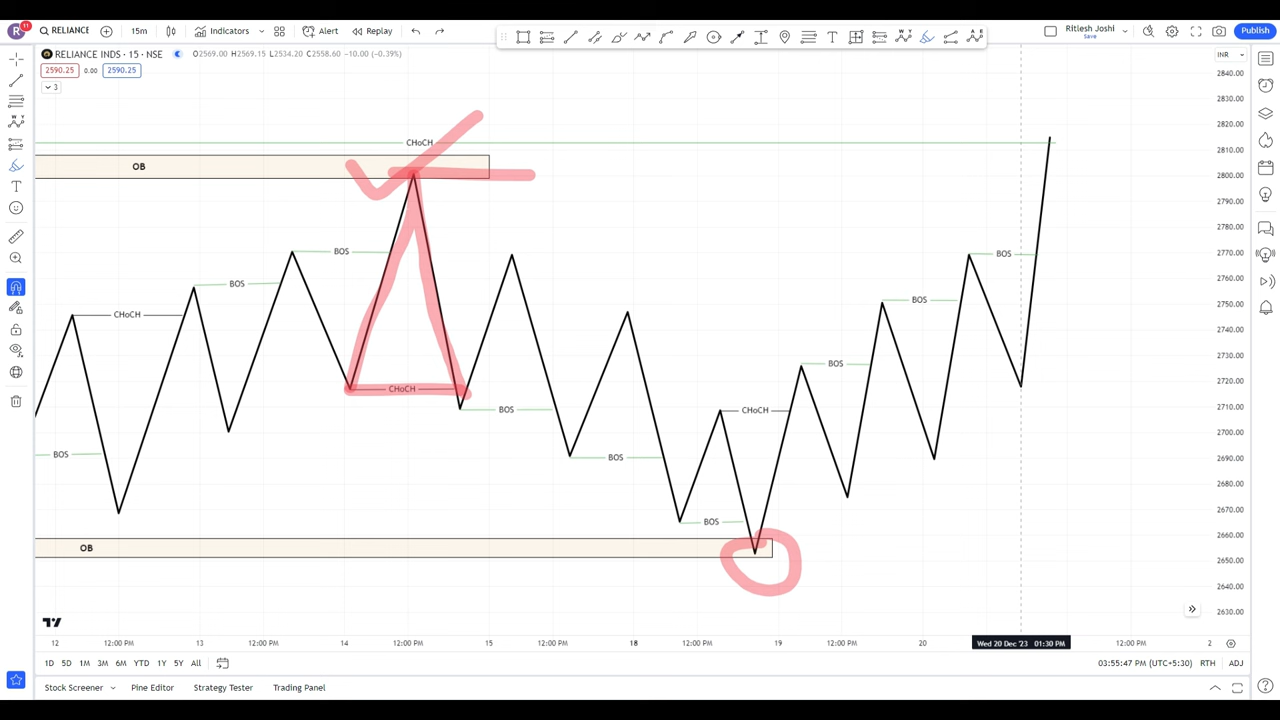 R 11 RELIANCE 15m Indicators Alert Replay Ritlesh Joshi Save Publish
RELIANCE INDS · 15 · NSE O2569.00 H2569.15 L2534.20 C2558.60 −10.00 (−0.39%) INR
2590.25 0.00 2590.25
3
2840.00
2830.00
2820.00
CHoCH 2810.00
OB
2800.00
2790.00
2780.00
BOS BOS 2770.00
2760.00
BOS
BOS 2750.00
CHoCH 2740.00
BOS 2730.00
2720.00
CHoCH
CHoCH BOS 2710.00
2700.00
BOS BOS 2690.00
2680.00
2670.00
BOS
2660.00
OB
2650.00
2640.00
2630.00
12 12:00 PM 13 12:00 PM 14 12:00 PM 15 12:00 PM 18 12:00 PM 19 12:00 PM 20 Wed 20 Dec '23 01:30 PM 12:00 PM 2
1D 5D 1M 3M 6M YTD 1Y 5Y All 03:55:47 PM (UTC+5:30) RTH ADJ
Stock Screener Pine Editor Strategy Tester Trading Panel